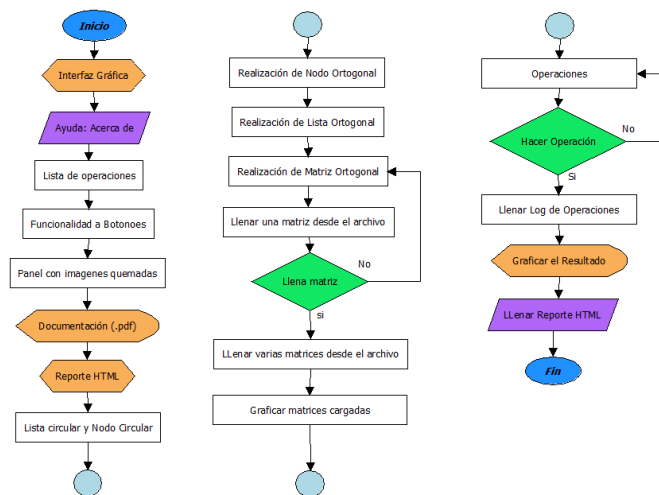 Inicio
Interfaz Gráfica
Ayuda: Acerca de
Lista de operaciones
Funcionalidad a Botonoes
Panel con imagenes quemadas
Documentación (.pdf)
Reporte HTML
Lista circular y Nodo Circular
Realización de Nodo Ortogonal
Realización de Lista Ortogonal
Realización de Matriz Ortogonal
Llenar una matriz desde el archivo
Llena matriz
No
si
LLenar varias matrices desde el archivo
Graficar matrices cargadas
Operaciones
Hacer Operación
No
Si
Llenar Log de Operaciones
Graficar el Resultado
LLenar Reporte HTML
Fin